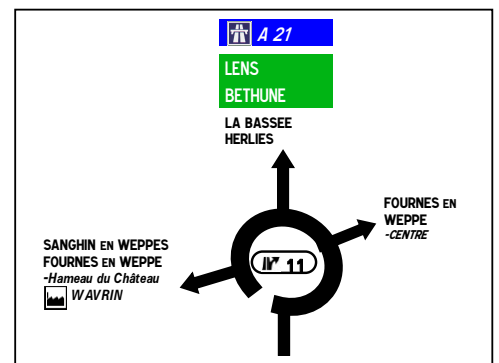 A 21
LENS
BETHUNE
LA BASSEE
HERLIES
FOURNES EN
WEPPE
-CENTRE
SANGHIN EN WEPPES
FOURNES EN WEPPE
-Hameau du Château
WAVRIN
11